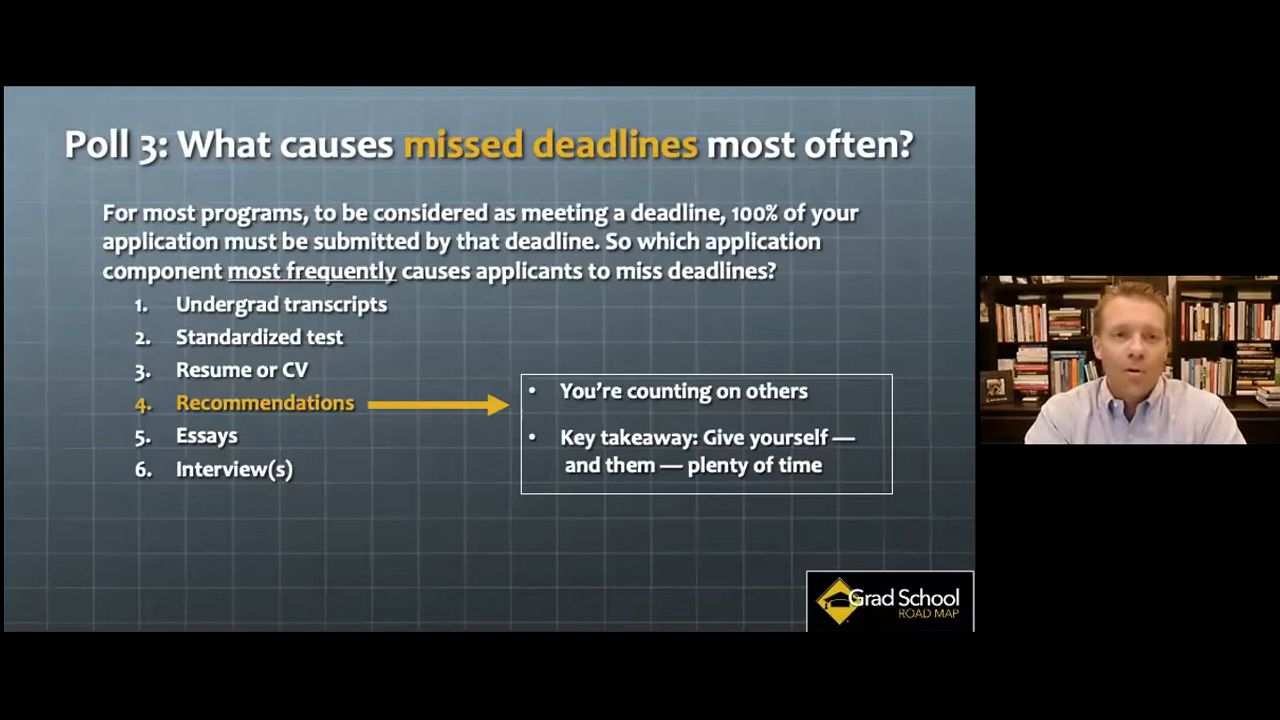 Poll 3: What causes missed deadlines most often?
For most programs, to be considered as meeting a deadline, 100% of your
application must be submitted by that deadline. So which application
component most frequently causes applicants to miss deadlines?
1. Undergrad transcripts
2. Standardized test
3. Resume or CV
4. Recommendations
5. Essays
6. Interview(s)
• You’re counting on others
• Key takeaway: Give yourself —
and them — plenty of time
Grad School
ROAD MAP